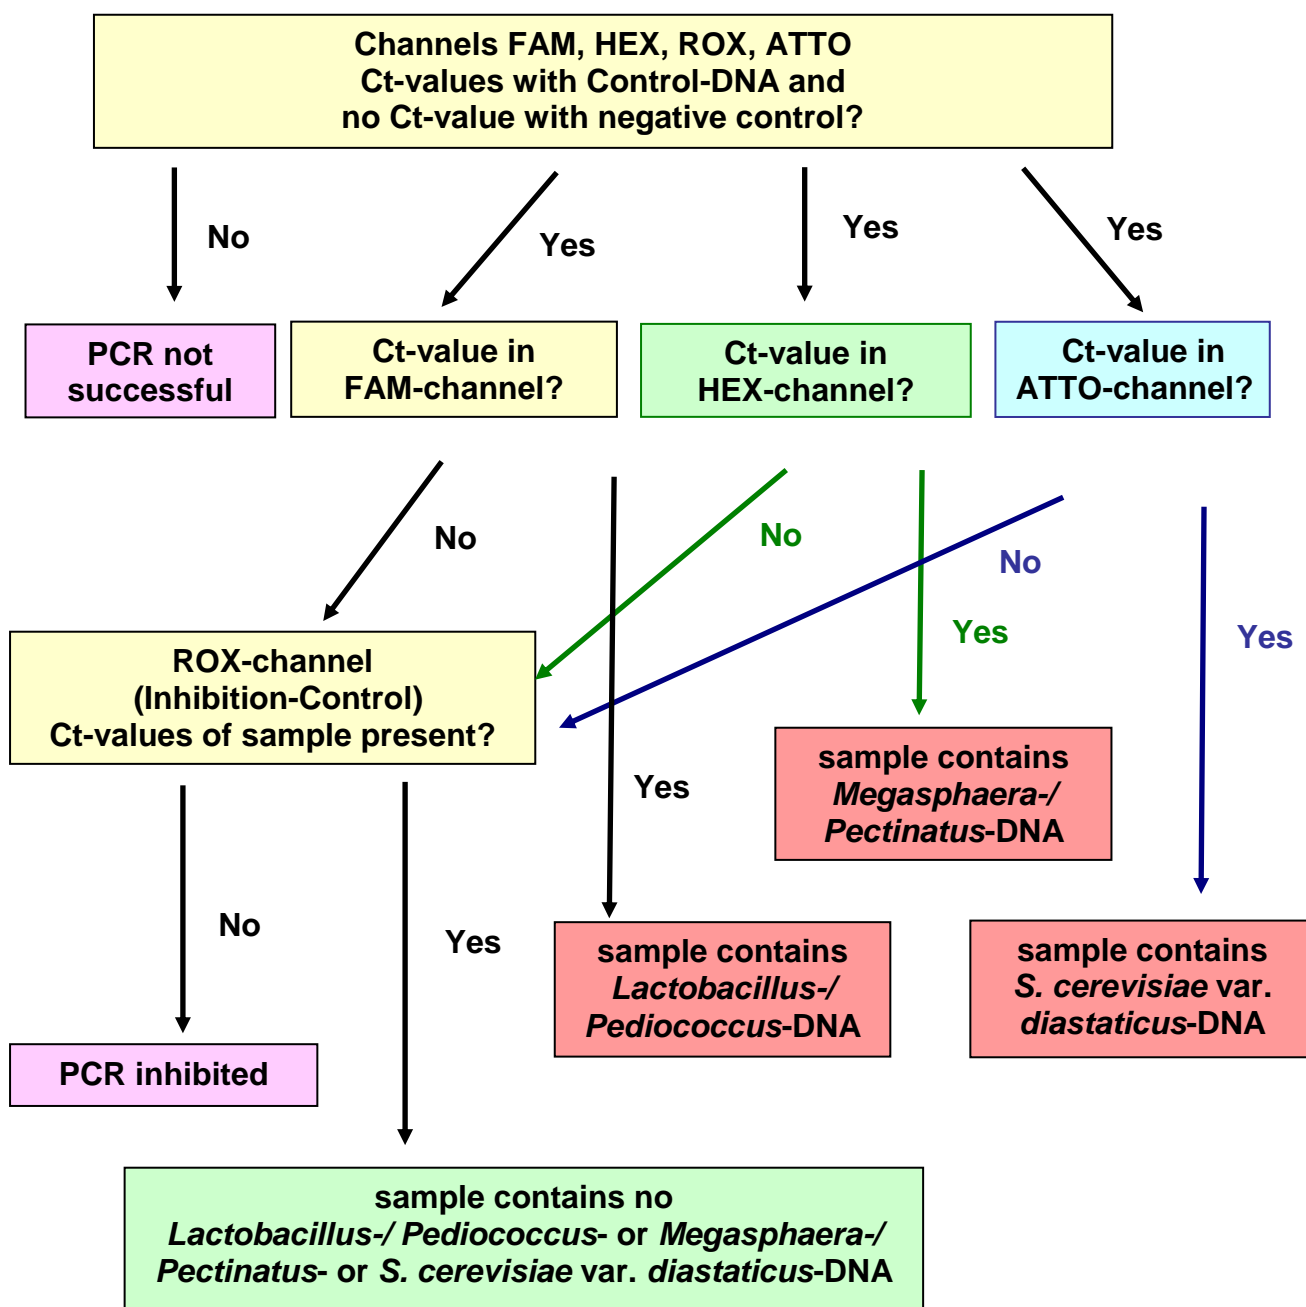 Channels FAM, HEX, ROX, ATTO
Ct-values with Control-DNA and
no Ct-value with negative control?
No
Yes
Yes
Yes
PCR not
successful
Ct-value in
FAM-channel?
Ct-value in
HEX-channel?
Ct-value in
ATTO-channel?
No
No
No
Yes
Yes
ROX-channel
(Inhibition-Control)
Ct-values of sample present?
Yes
sample contains
Megasphaera-/
Pectinatus-DNA
No
Yes
sample contains
Lactobacillus-/
Pediococcus-DNA
sample contains
S. cerevisiae var.
diastaticus-DNA
PCR inhibited
sample contains no
Lactobacillus-/ Pediococcus- or Megasphaera-/
Pectinatus- or S. cerevisiae var. diastaticus-DNA